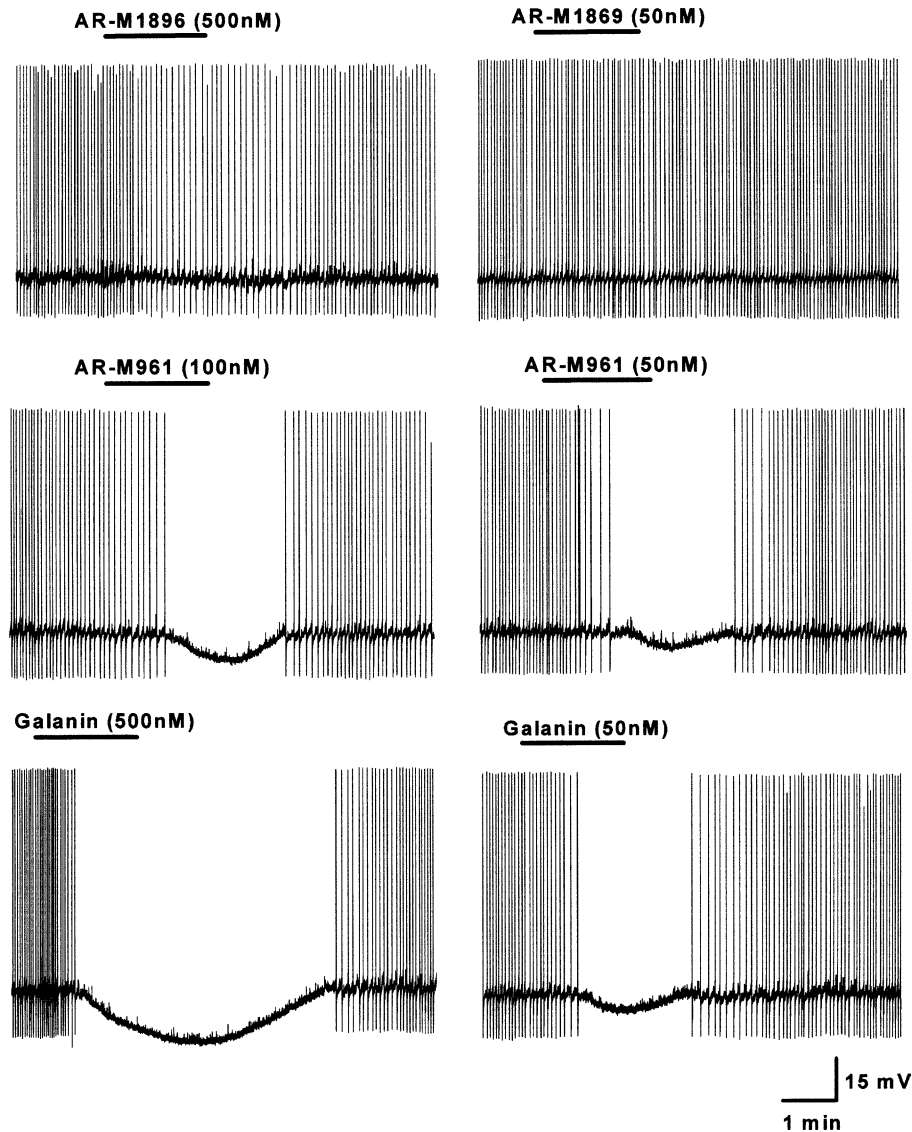 AR-M1896 (500nM)
AR-M1869 (50nM)
AR-M961 (100nM)
AR-M961 (50nM)
Galanin (500nM)
Galanin (50nM)
15 mV
1 min